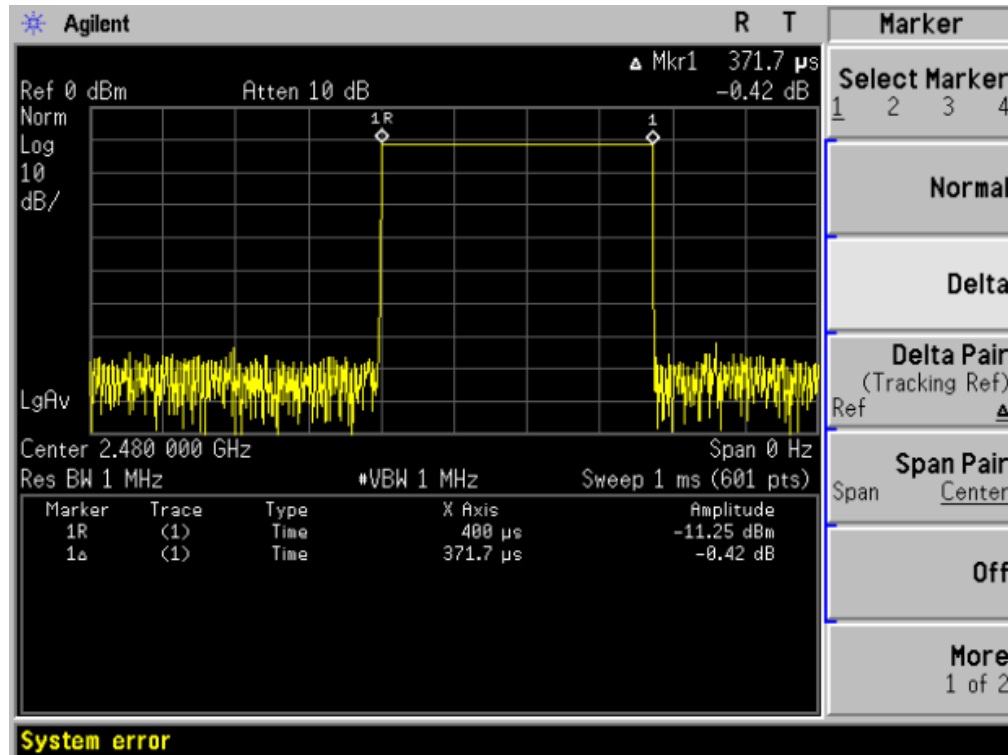 Agilent R T
Marker
Δ Mkr1 371.7 µs
Ref 0 dBm Atten 10 dB -0.42 dB
Norm
Log
10
dB/
1R
1
LgAv
Center 2.480 000 GHz Span 0 Hz
Res BW 1 MHz #VBW 1 MHz Sweep 1 ms (601 pts)
Marker Trace Type X Axis Amplitude
1R (1) Time 400 µs -11.25 dBm
1Δ (1) Time 371.7 µs -0.42 dB
Select Marker
1 2 3 4
Normal
Delta
Delta Pair
(Tracking Ref)
Ref Δ
Span Pair
Span Center
Off
More
1 of 2
System error